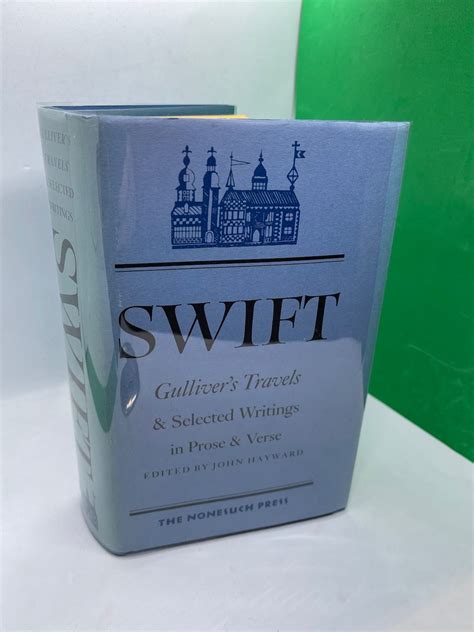 SWIFT
Gulliver's Travels
& Selected Writings
in Prose & Verse
EDITED BY JOHN HAYWARD
THE NONESUCH PRESS
GULLIVER'S
TRAVELS
SELECTED
WRITINGS
SWIFT